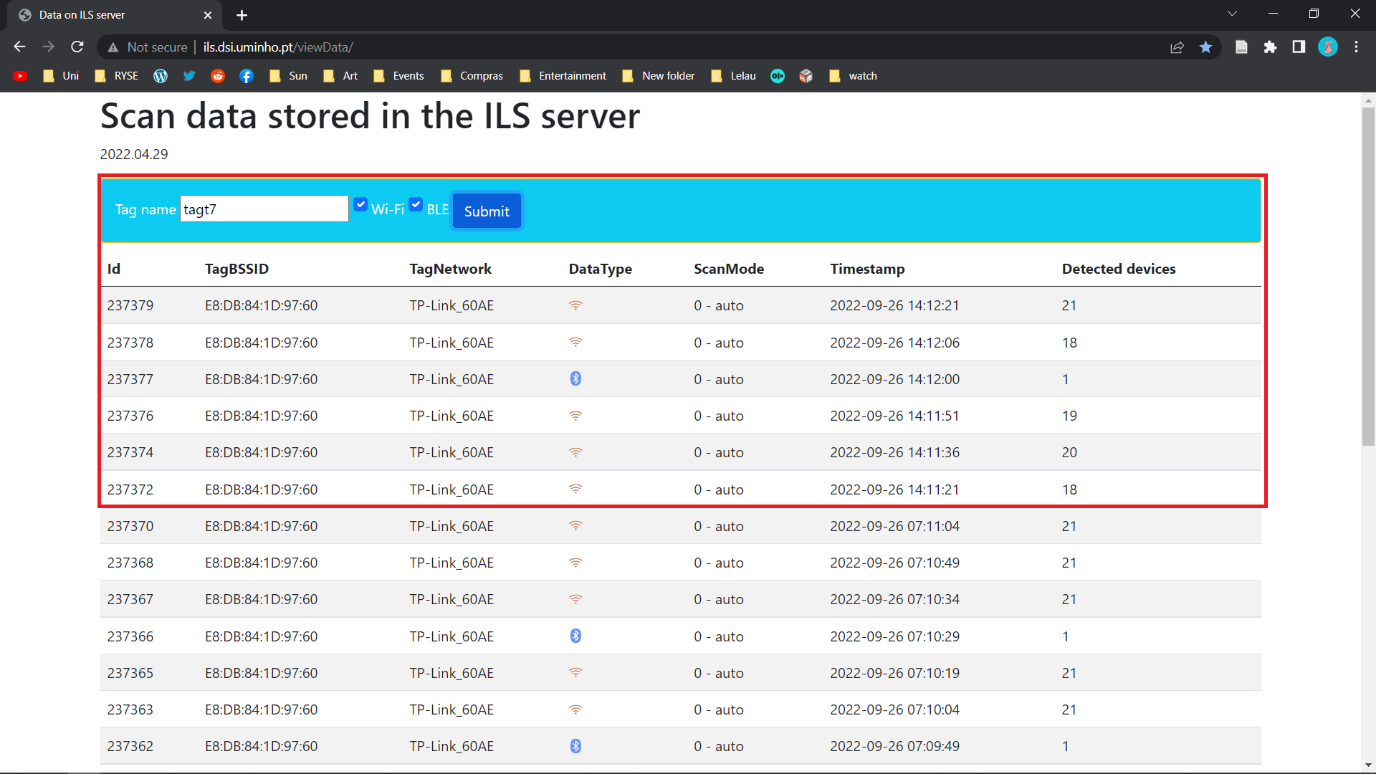 Data on ILS server
Not secure | ils.dsi.uminho.pt/viewData/
Uni RYSE Sun Art Events Compras Entertainment New folder Lelau OLX watch
Scan data stored in the ILS server
2022.04.29
Tag name tagt7 Wi-Fi BLE Submit
Id TagBSSID TagNetwork DataType ScanMode Timestamp Detected devices
237379 E8:DB:84:1D:97:60 TP-Link_60AE 0 - auto 2022-09-26 14:12:21 21
237378 E8:DB:84:1D:97:60 TP-Link_60AE 0 - auto 2022-09-26 14:12:06 18
237377 E8:DB:84:1D:97:60 TP-Link_60AE 0 - auto 2022-09-26 14:12:00 1
237376 E8:DB:84:1D:97:60 TP-Link_60AE 0 - auto 2022-09-26 14:11:51 19
237374 E8:DB:84:1D:97:60 TP-Link_60AE 0 - auto 2022-09-26 14:11:36 20
237372 E8:DB:84:1D:97:60 TP-Link_60AE 0 - auto 2022-09-26 14:11:21 18
237370 E8:DB:84:1D:97:60 TP-Link_60AE 0 - auto 2022-09-26 07:11:04 21
237368 E8:DB:84:1D:97:60 TP-Link_60AE 0 - auto 2022-09-26 07:10:49 21
237367 E8:DB:84:1D:97:60 TP-Link_60AE 0 - auto 2022-09-26 07:10:34 21
237366 E8:DB:84:1D:97:60 TP-Link_60AE 0 - auto 2022-09-26 07:10:29 1
237365 E8:DB:84:1D:97:60 TP-Link_60AE 0 - auto 2022-09-26 07:10:19 21
237363 E8:DB:84:1D:97:60 TP-Link_60AE 0 - auto 2022-09-26 07:10:04 21
237362 E8:DB:84:1D:97:60 TP-Link_60AE 0 - auto 2022-09-26 07:09:49 1